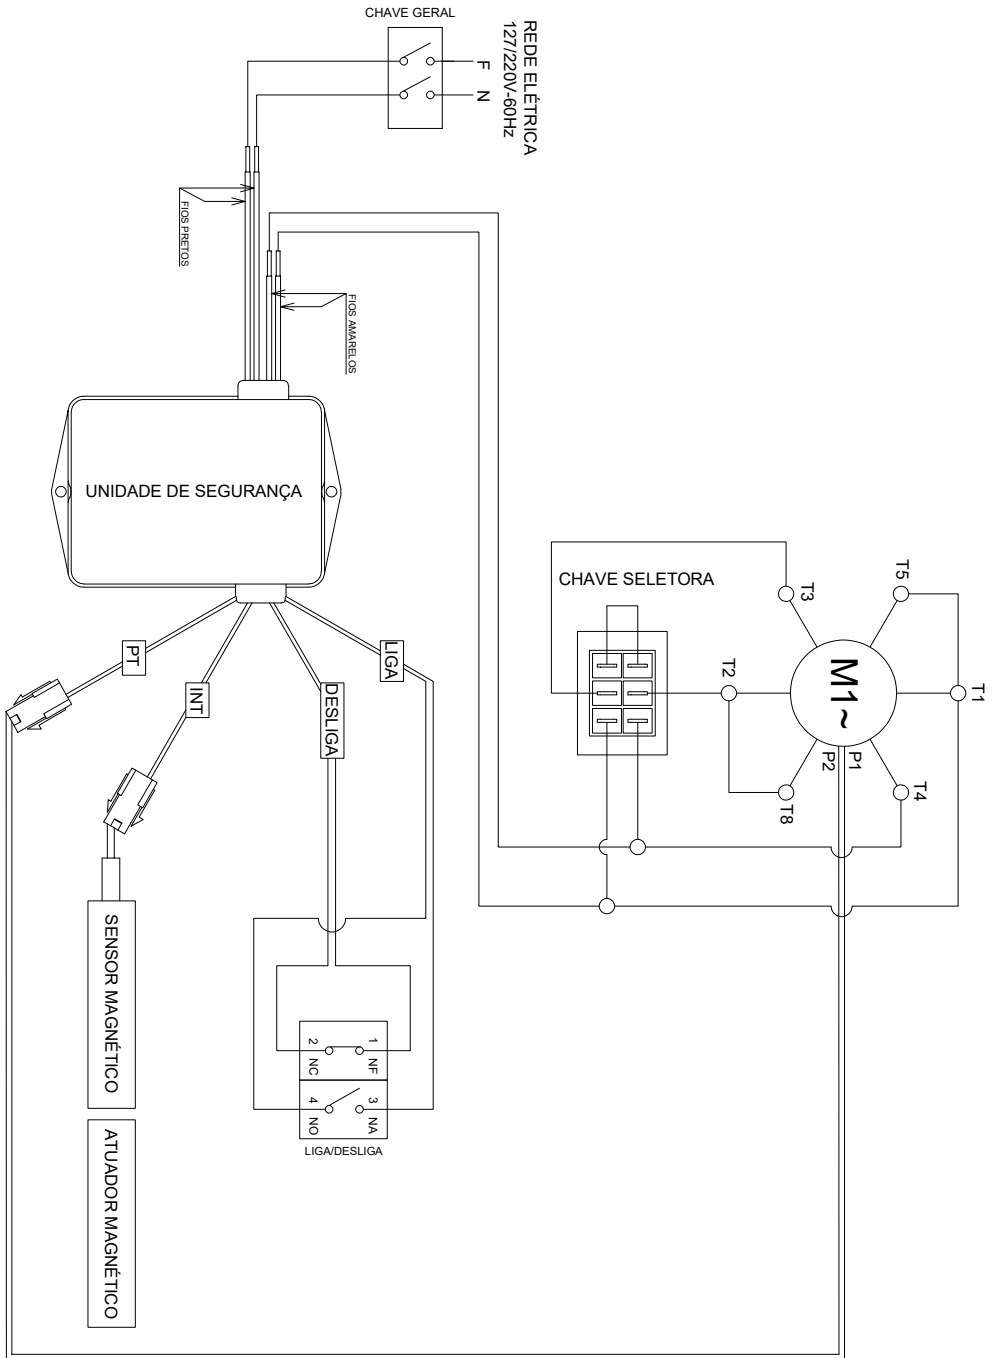 CHAVE GERAL
REDE ELÉTRICA
127/220V-60Hz
F
N
FIOS PRETOS
FIOS AMARELOS
UNIDADE DE SEGURANÇA
CHAVE SELETORA
T3
T5
T2
T1
M1~
P2
P1
T8
T4
PT
INT
DESLIGA
LIGA
SENSOR MAGNÉTICO
ATUADOR MAGNÉTICO
2
1
NC
NF
4
3
NO
NA
LIGA/DESLIGA